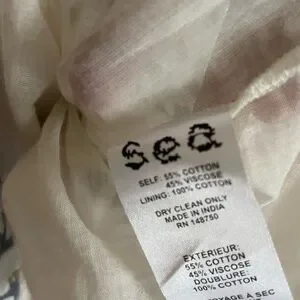 sea
SELF: 55% COTTON
45% VISCOSE
LINING: 100% COTTON
DRY CLEAN ONLY
MADE IN INDIA
RN 148750
EXTERIEUR:
55% COTTON
45% VISCOSE
DOUBLURE:
100% COTTON
A SEC